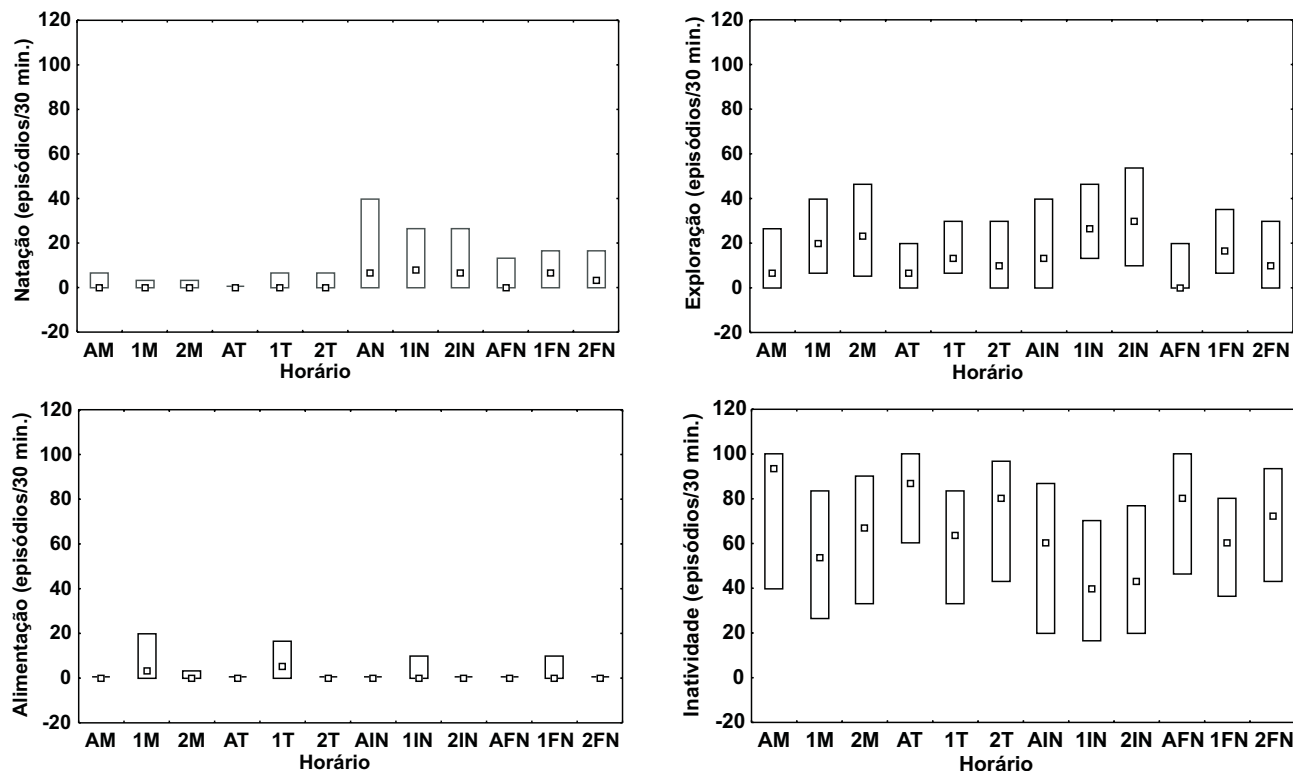 Natação (episódios/30 min.)
120
100
80
60
40
20
0
-20
AM 1M 2M AT 1T 2T AN 1IN 2IN AFN 1FN 2FN
Horário
Exploração (episódios/30 min.)
120
100
80
60
40
20
0
-20
AM 1M 2M AT 1T 2T AIN 1IN 2IN AFN 1FN 2FN
Horário
Alimentação (episódios/30 min.)
120
100
80
60
40
20
0
-20
AM 1M 2M AT 1T 2T AIN 1IN 2IN AFN 1FN 2FN
Horário
Inatividade (episódios/30 min.)
120
100
80
60
40
20
0
-20
AM 1M 2M AT 1T 2T AIN 1IN 2IN AFN 1FN 2FN
Horário